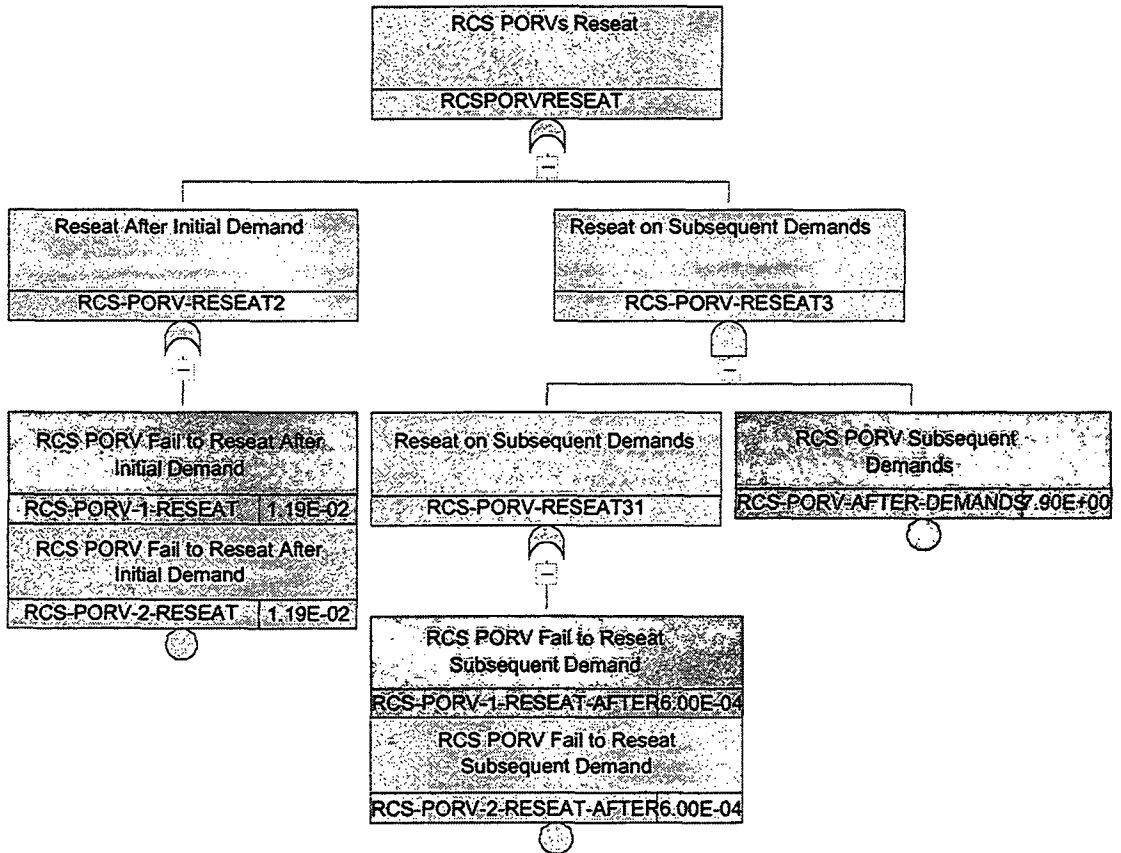 RCS PORVs Reseat
RCSPORVRESEAT
Reseat After Initial Demand
RCS-PORV-RESEAT2
Reseat on Subsequent Demands
RCS-PORV-RESEAT3
RCS PORV Fail to Reseat After
Initial Demand
RCS-PORV-1-RESEAT 1.19E-02
RCS PORV Fail to Reseat After
Initial Demand
RCS-PORV-2-RESEAT 1.19E-02
Reseat on Subsequent Demands
RCS-PORV-RESEAT31
RCS PORV Subsequent
Demands
RCS-PORV-AFTER-DEMANDS 7.90E+00
RCS PORV Fail to Reseat
Subsequent Demand
RCS-PORV-1-RESEAT-AFTER 6.00E-04
RCS PORV Fail to Reseat
Subsequent Demand
RCS-PORV-2-RESEAT-AFTER 6.00E-04